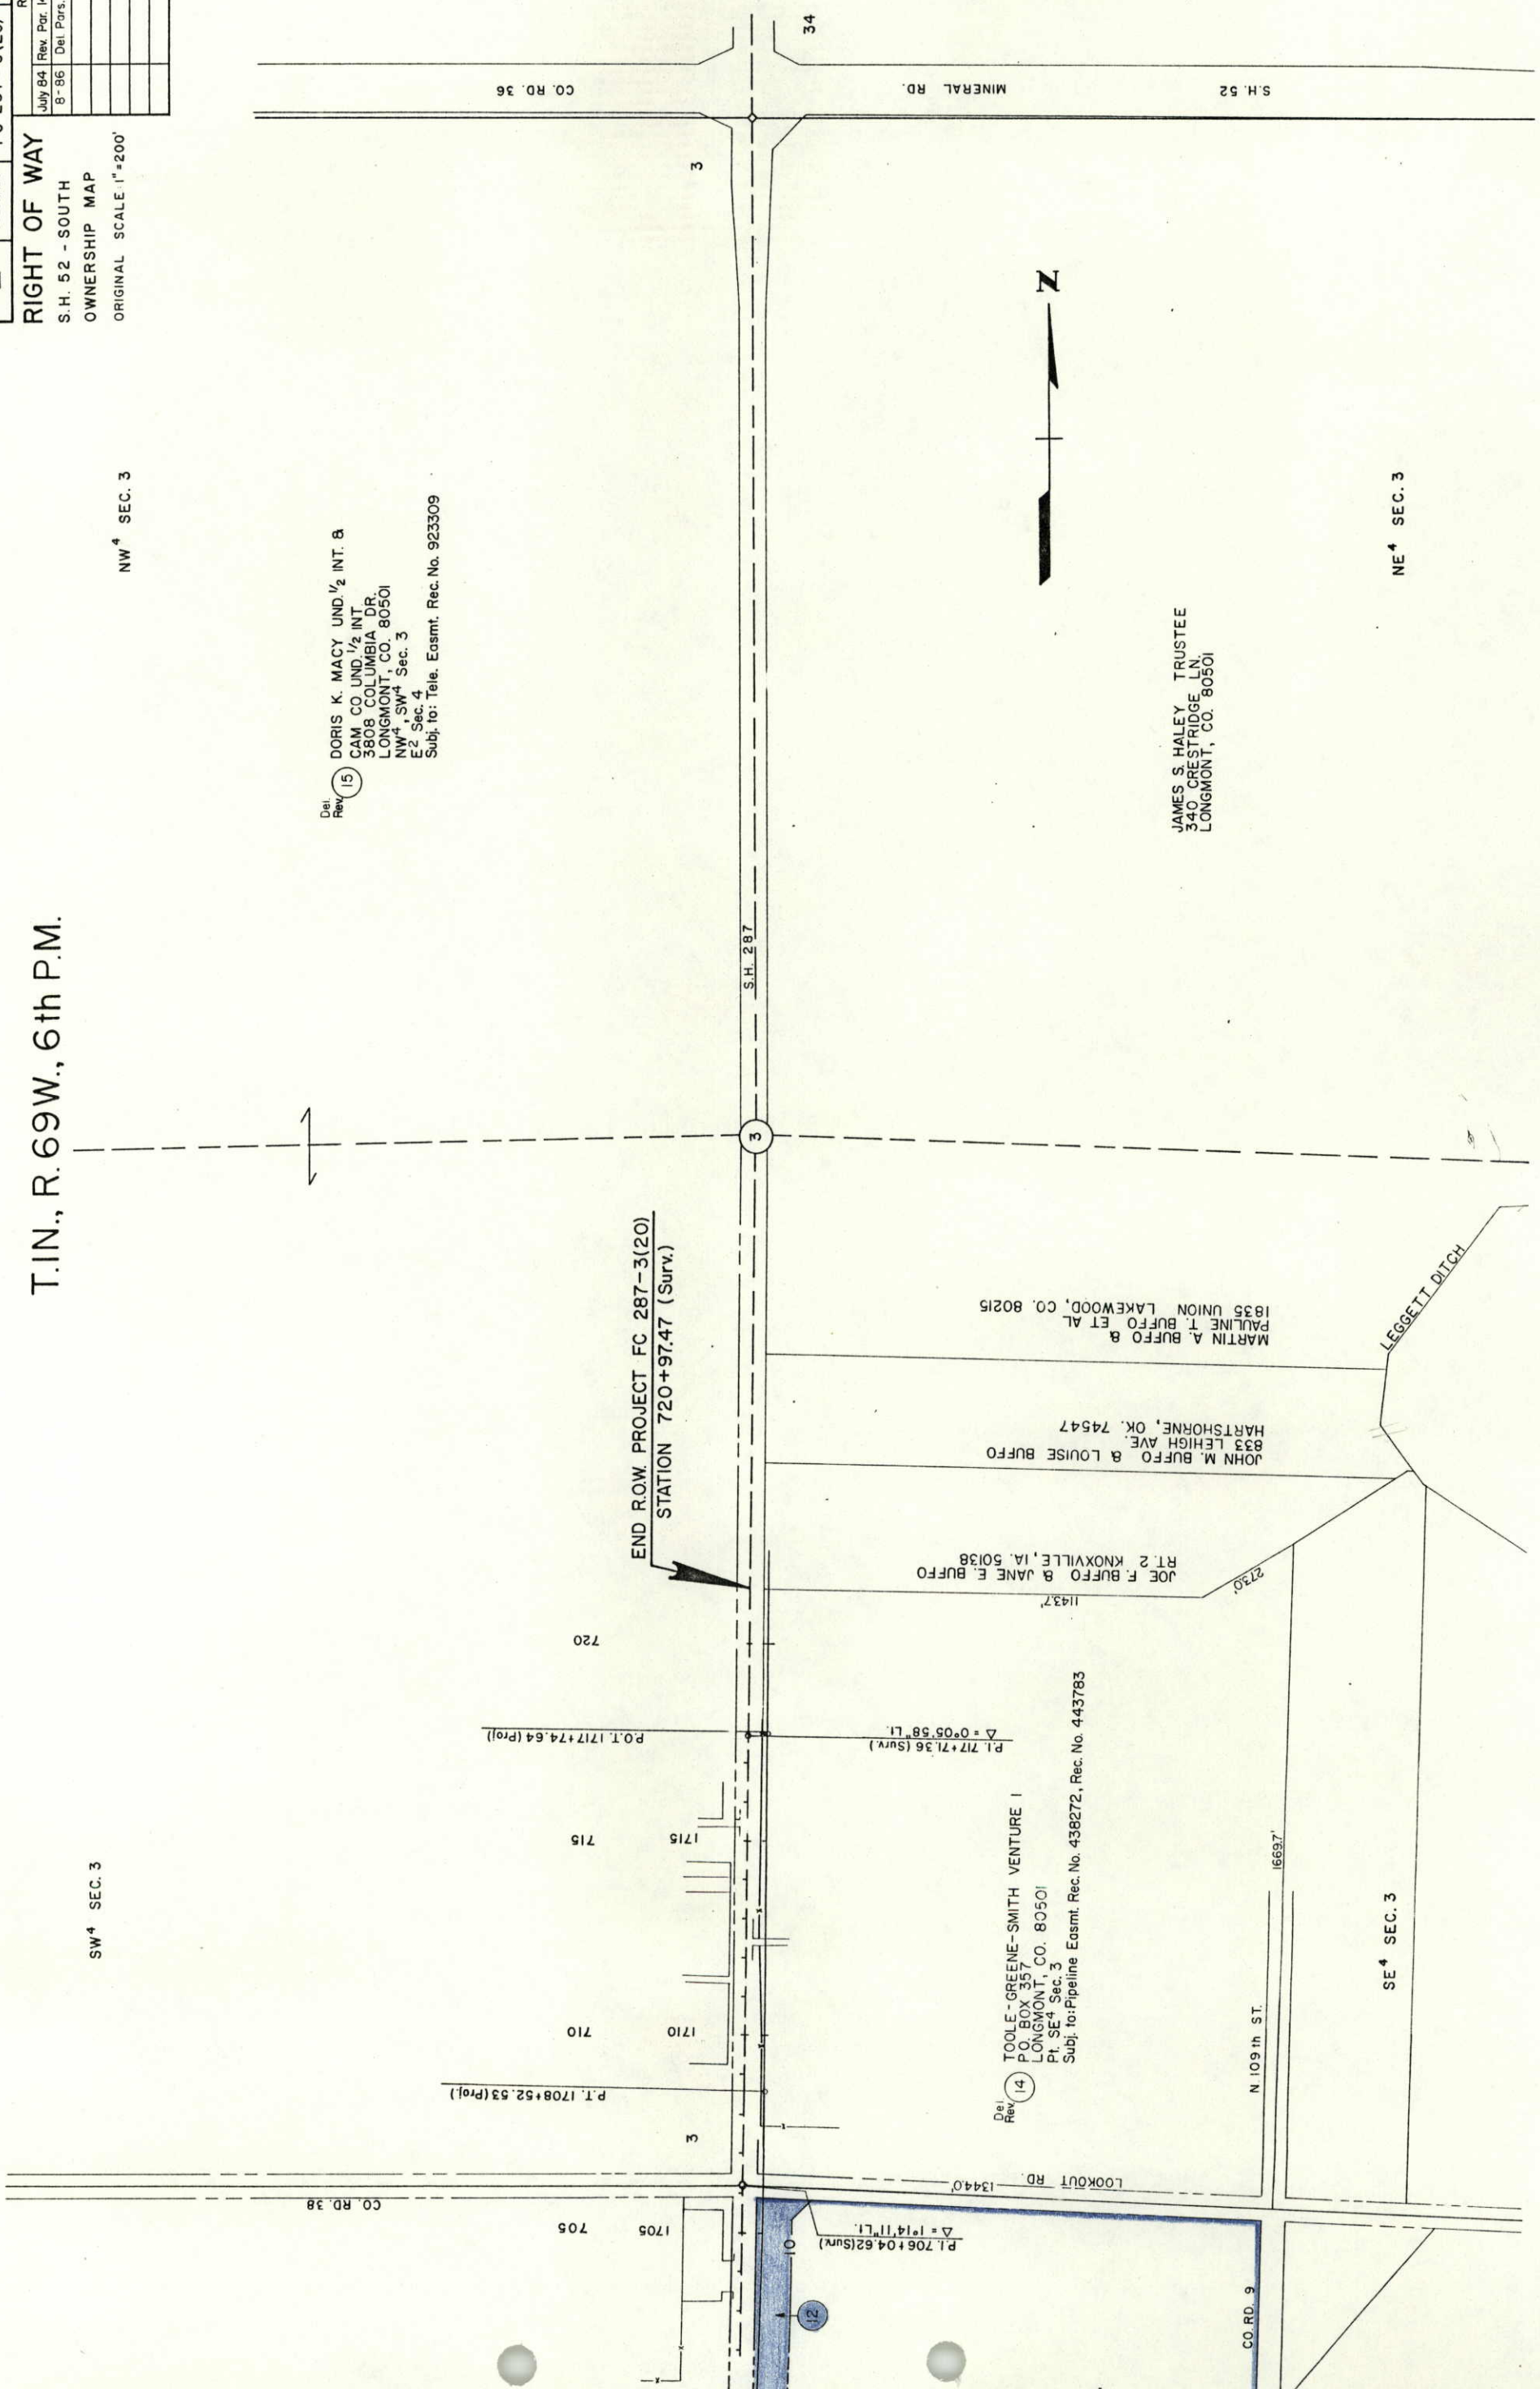 RIGHT OF WAY
S.H. 52 - SOUTH
OWNERSHIP MAP
ORIGINAL SCALE 1"=200'
July 84
Rev. Par.
8-86
Del. Pars.
T.1N., R.69W., 6th P.M.
NW⁴ SEC. 3
SW⁴ SEC. 3
CO. RD. 36
MINERAL RD.
S.H. 52
34
3
Del.
Rev.
15
DORIS K. MACY UND. 1/2 INT. &
CAM CO UND. 1/2 INT.
3808 COLUMBIA DR.
LONGMONT, CO. 80501
NW⁴, SW⁴ Sec. 3
E² Sec. 4
Subj. to: Tele. Easmt. Rec. No. 923309
N
S.H. 287
JAMES S. HALEY TRUSTEE
340 CRESTRIDGE LN.
LONGMONT, CO. 80501
NE⁴ SEC. 3
3
END R.O.W. PROJECT FC 287-3(20)
STATION 720+97.47 (Surv.)
MARTIN A. BUFFO &
PAULINE T. BUFFO ET AL
1835 UNION LAKEWOOD, CO. 80215
LEGGETT DITCH
JOHN M. BUFFO & LOUISE BUFFO
833 LEHIGH AVE.
HARTSHORNE, OK. 74547
JOE F. BUFFO & JANE E. BUFFO
RT. 2 KNOXVILLE, IA. 50138
1143.7'
273.0'
720
P.O.T. 1717+74.64 (Proj)
P.I. 717+71.36 (Surv.)
Δ = 0°05'58" Lt.
715
1715
710
1710
P.T. 1708+52.53 (Proj.)
3
Del.
Rev.
14
TOOLE-GREENE-SMITH VENTURE I
P.O. BOX 357
LONGMONT, CO. 80501
Pt. SE⁴ Sec. 3
Subj. to: Pipeline Easmt. Rec. No. 438272, Rec. No. 443783
1669.7'
N 109th ST.
SE⁴ SEC. 3
LOOKOUT RD.
1344.0'
CO. RD. 38
705
1705
P.I. 706+04.62 (Surv.)
Δ = 1°14'11" Lt.
10
12
CO. RD. 9